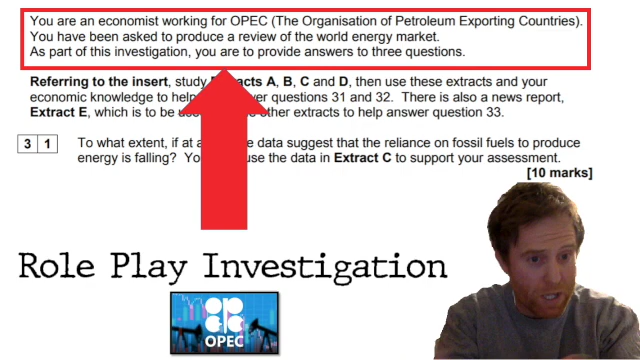 You are an economist working for OPEC (The Organisation of Petroleum Exporting Countries).
You have been asked to produce a review of the world energy market.
As part of this investigation, you are to provide answers to three questions.
Referring to the insert, study A, B, C and D, then use these extracts and your
economic knowledge to help questions 31 and 32. There is also a news report,
Extract E, which is to be other extracts to help answer question 33.
3 1 To what extent, if at data suggest that the reliance on fossil fuels to produce
energy is falling? use the data in Extract C to support your assessment.
[10 marks]
Role Play Investigation
OPEC